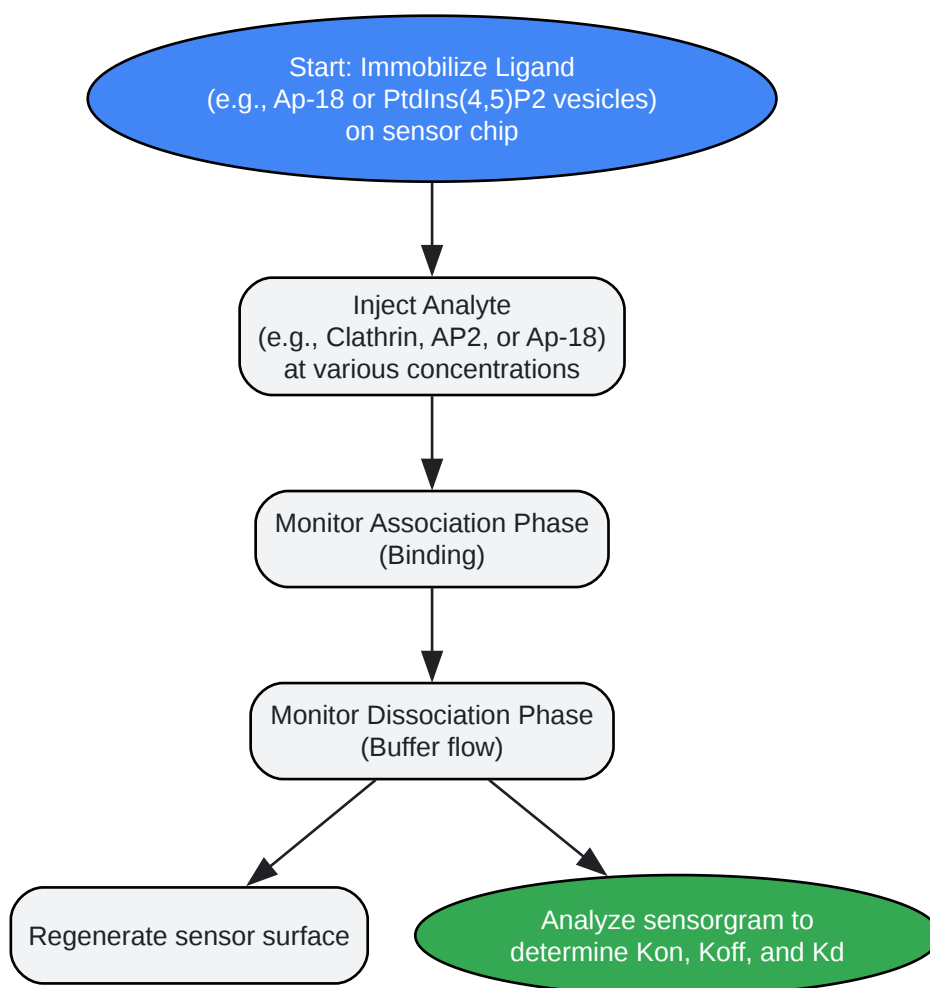 Start: Immobilize Ligand
(e.g., Ap-18 or PtdIns(4,5)P2 vesicles)
on sensor chip
Inject Analyte
(e.g., Clathrin, AP2, or Ap-18)
at various concentrations
Monitor Association Phase
(Binding)
Monitor Dissociation Phase
(Buffer flow)
Regenerate sensor surface
Analyze sensorgram to
determine Kon, Koff, and Kd